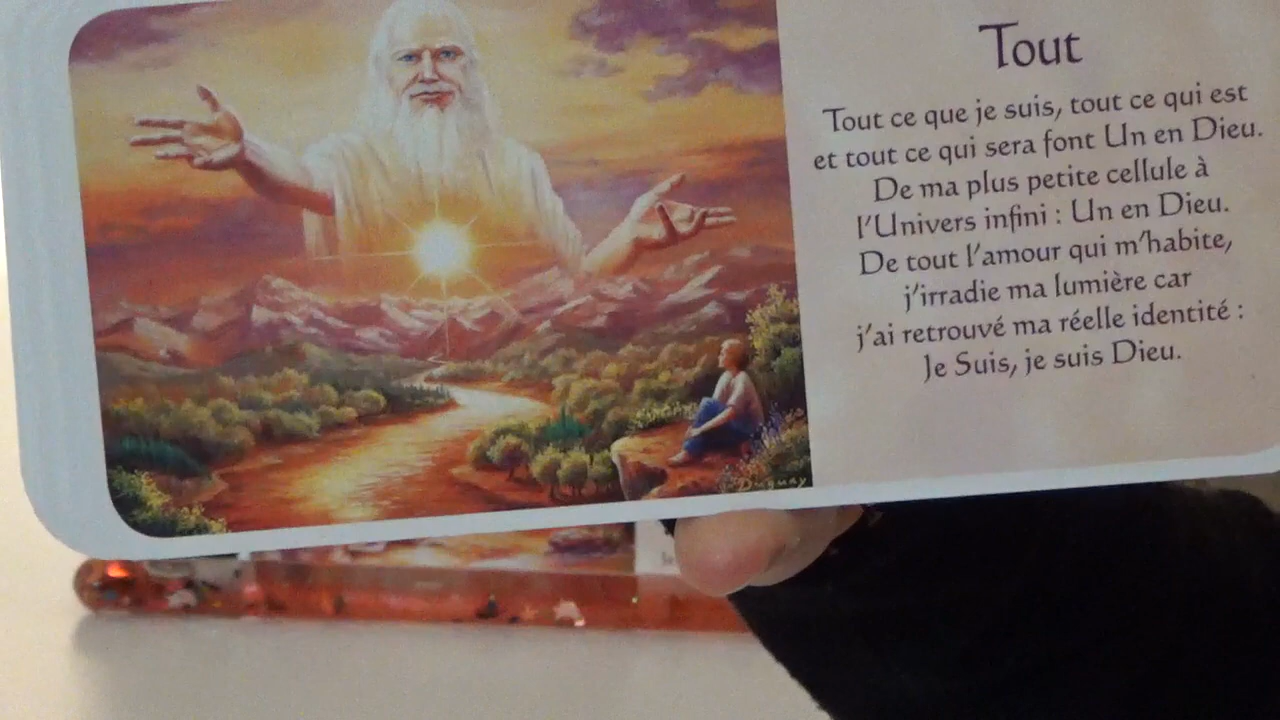 Tout
Tout ce que je suis, tout ce qui est
et tout ce qui sera font Un en Dieu.
De ma plus petite cellule à
l'Univers infini : Un en Dieu.
De tout l'amour qui m'habite,
j'irradie ma lumière car
j'ai retrouvé ma réelle identité :
Je Suis, je suis Dieu.
Duguay